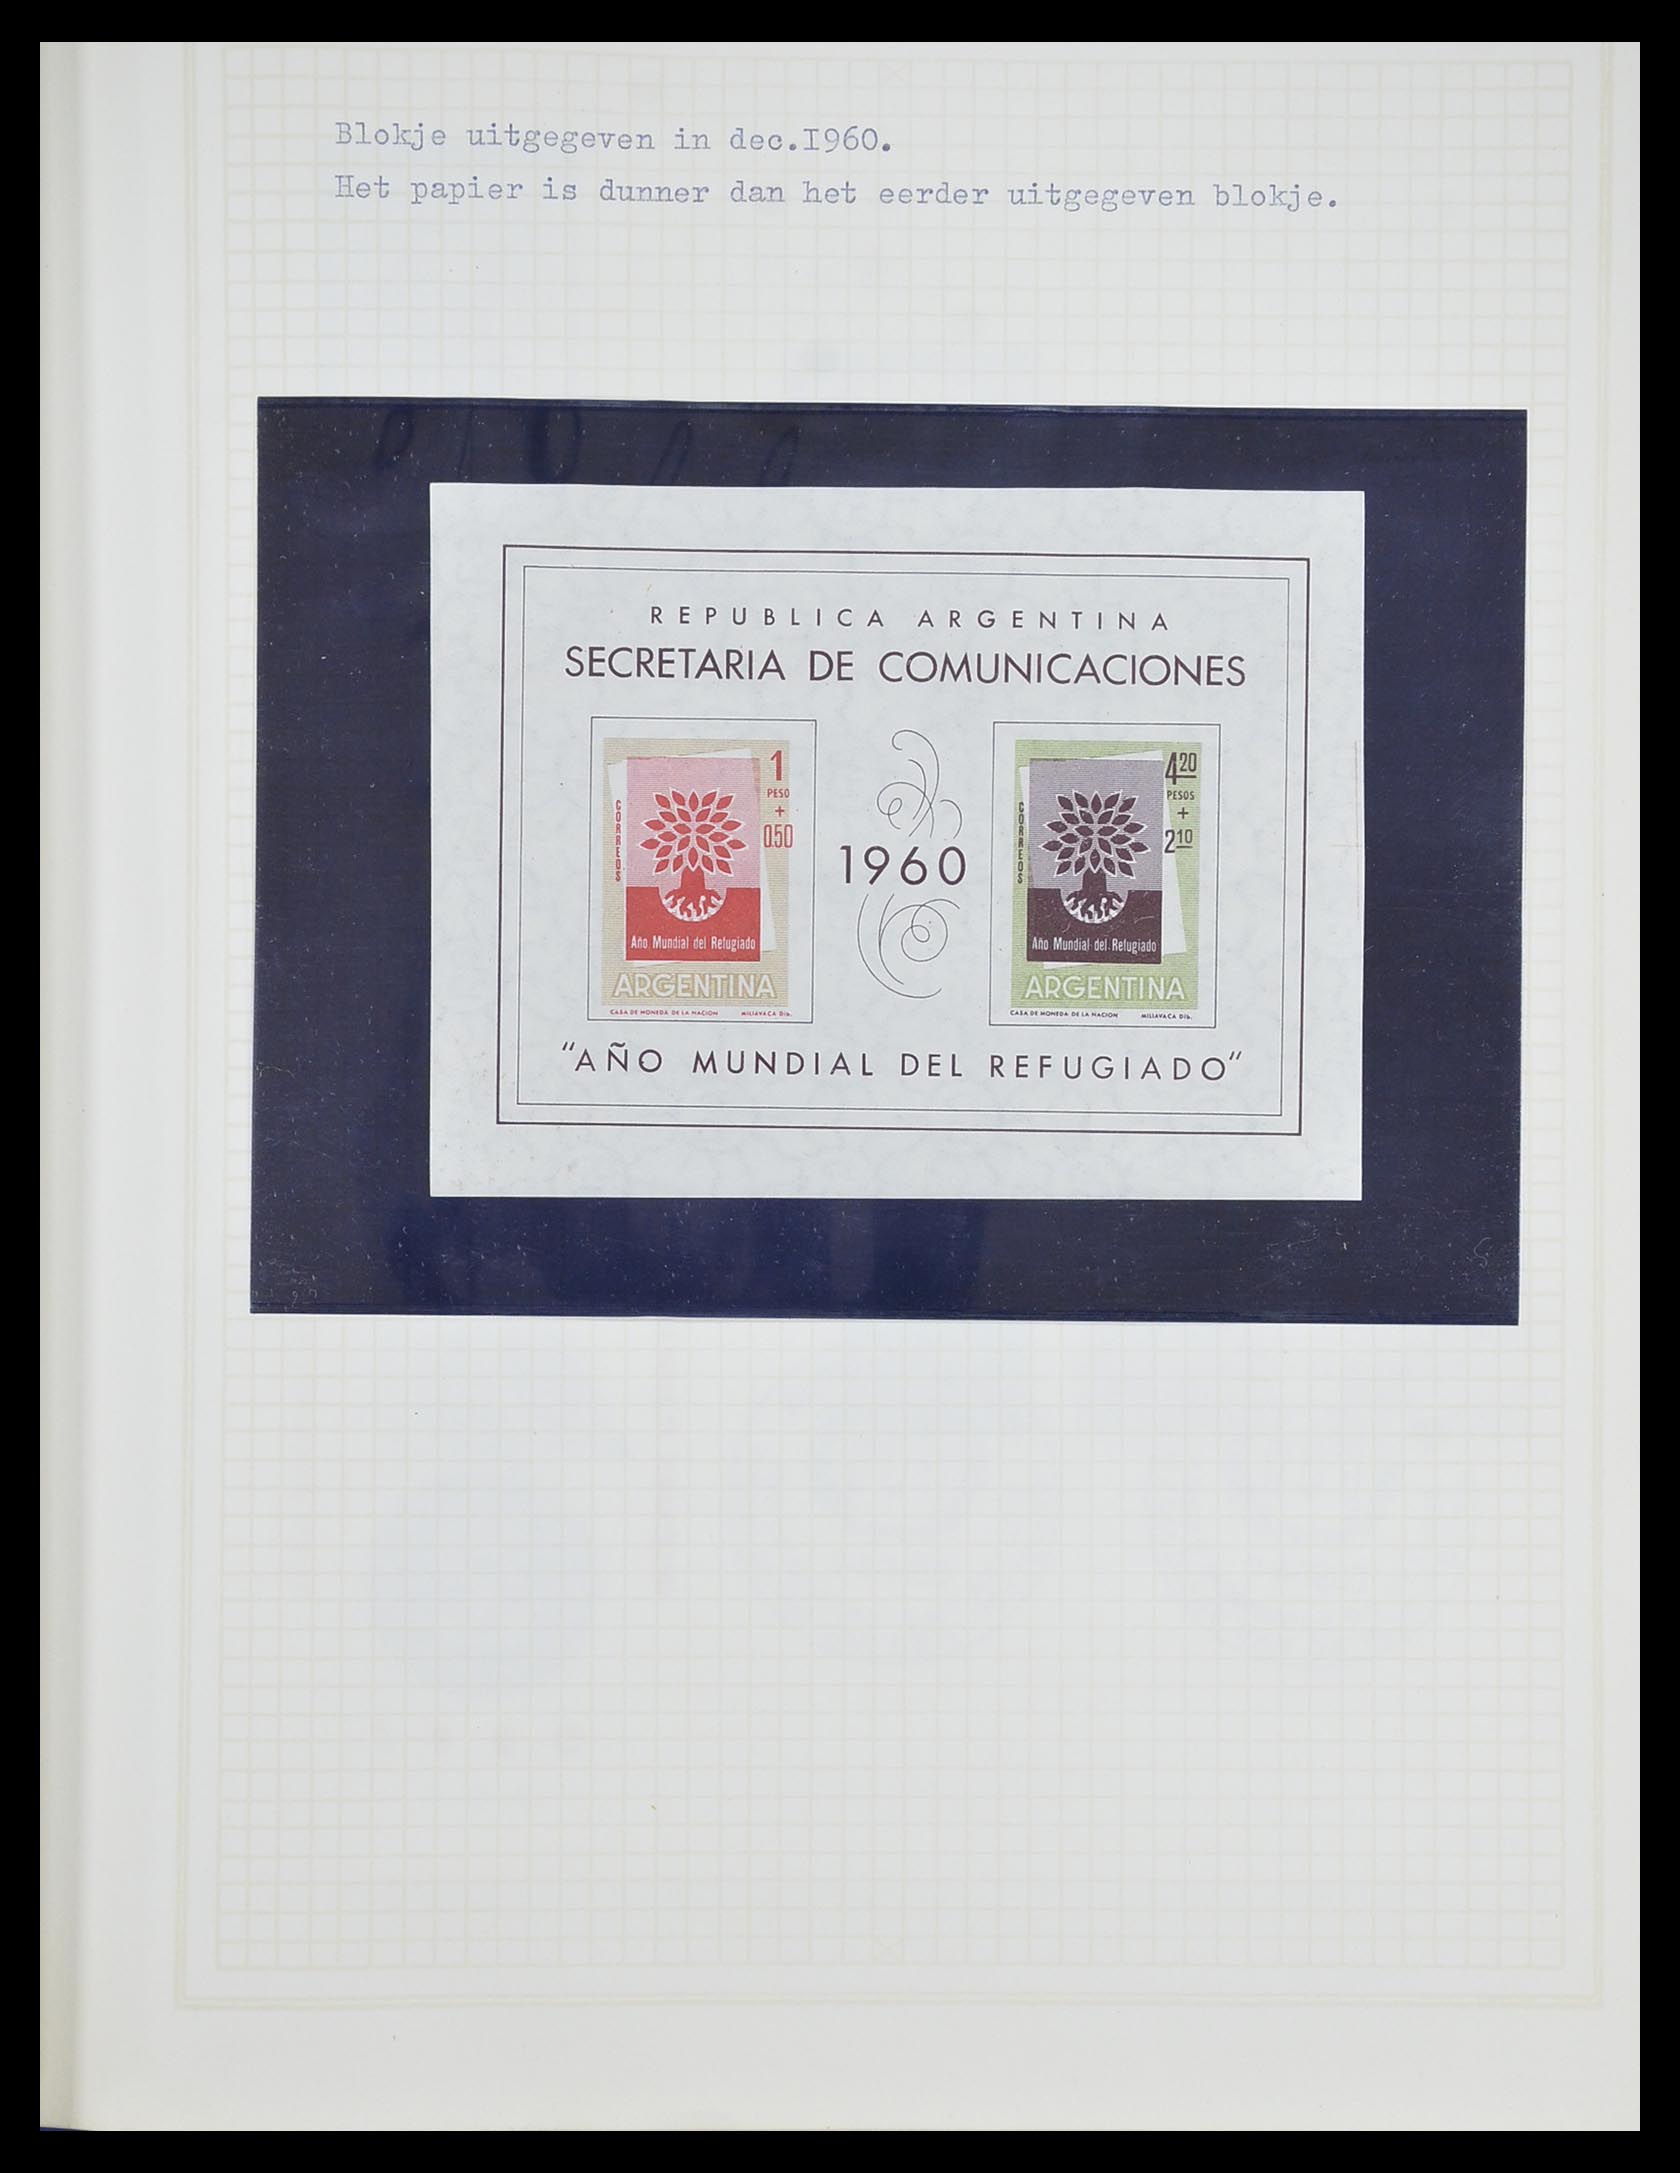 Blokje uitgegeven in dec.I960.
Het papier is dunner dan het eerder uitgegeven blokje.
REPUBLICA ARGENTINA
SECRETARIA DE COMUNICACIONES
1
PESO
+
0.50
CORREOS
Año Mundial del Refugiado
ARGENTINA
CASA DE MONEDA DE LA NACION MILIAVACA DIB.
1960
4.20
PESOS
+
2.10
CORREOS
Año Mundial del Refugiado
ARGENTINA
CASA DE MONEDA DE LA NACION MILIAVACA DIB.
"AÑO MUNDIAL DEL REFUGIADO"